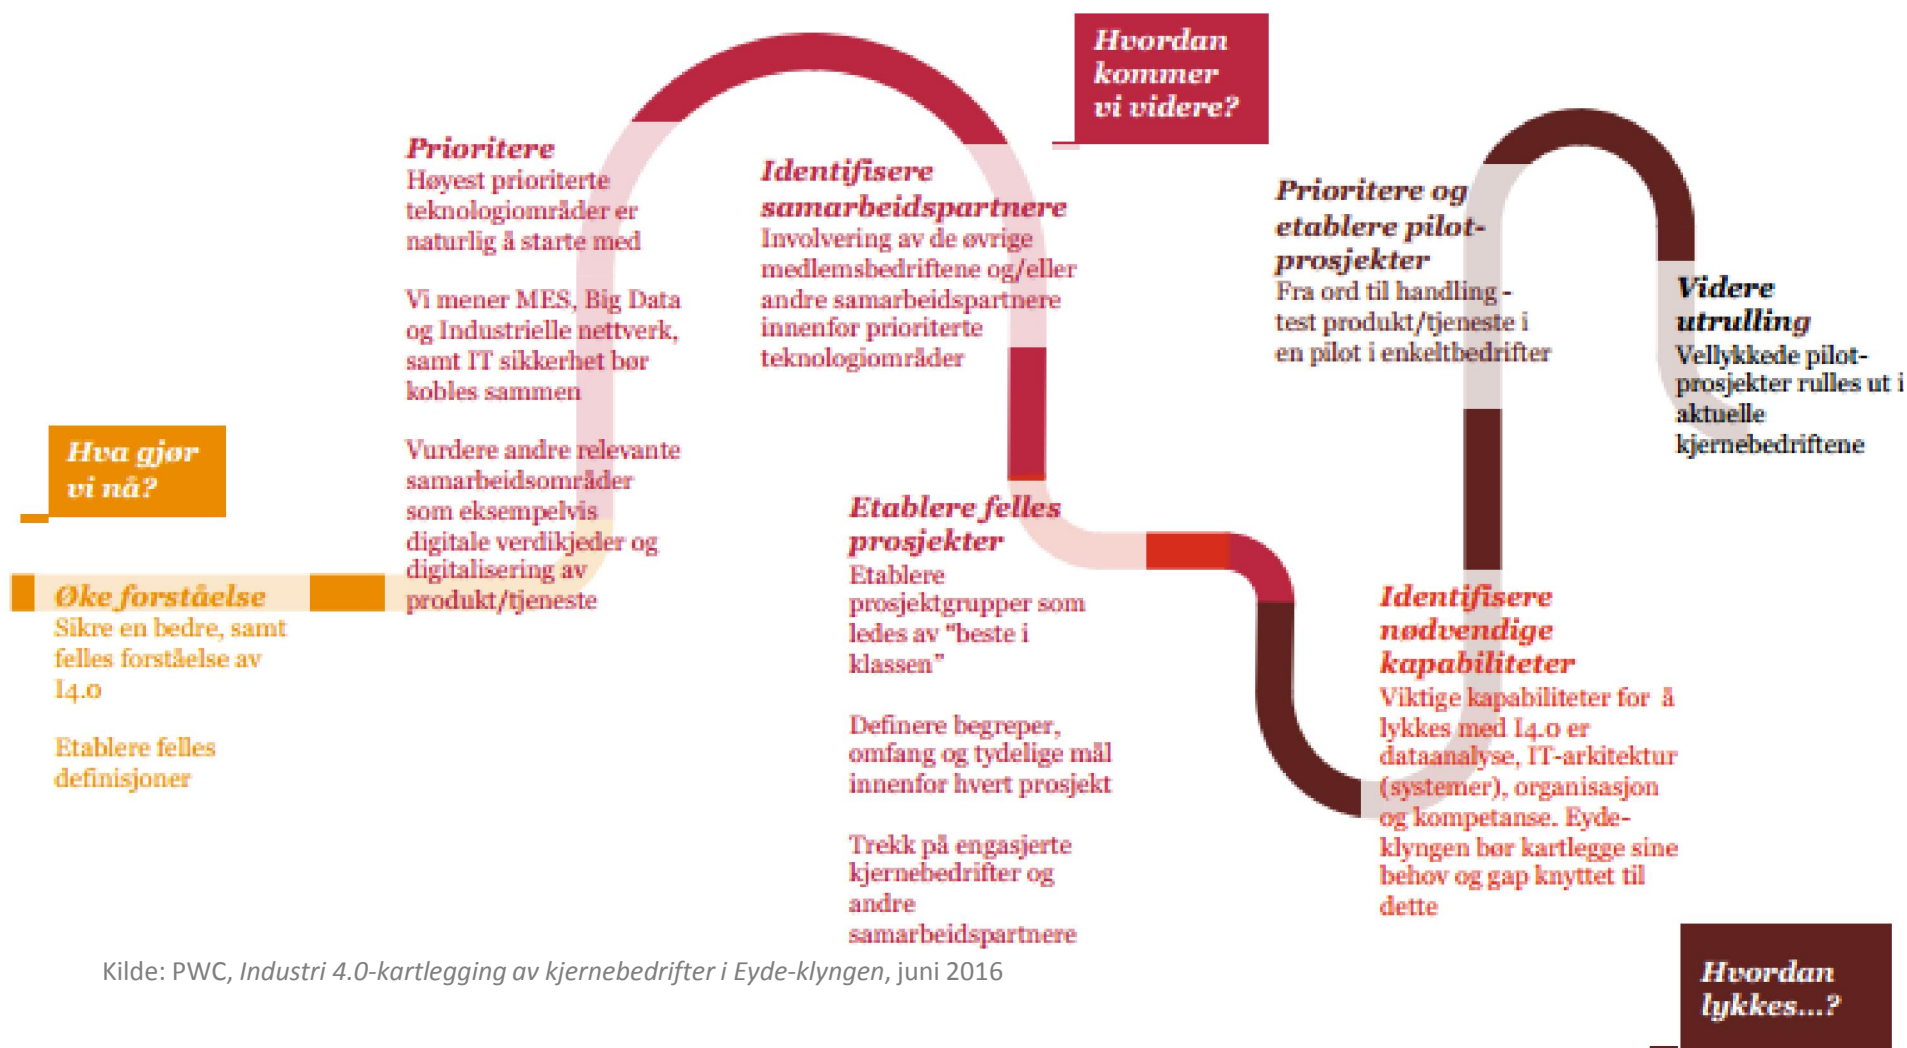 Hva gjør
vi nå?
Øke forståelse
Sikre en bedre, samt
felles forståelse av
I4.0
Etablere felles
definisjoner
Prioritere
Høyest prioriterte
teknologiområder er
naturlig å starte med
Vi mener MES, Big Data
og Industrielle nettverk,
samt IT sikkerhet bør
kobles sammen
Vurdere andre relevante
samarbeidsområder
som eksempelvis
digitale verdikjeder og
digitalisering av
produkt/tjeneste
Hvordan
kommer
vi videre?
Identifisere
samarbeidspartnere
Involvering av de øvrige
medlemsbedriftene og/eller
andre samarbeidspartnere
innenfor prioriterte
teknologiområder
Etablere felles
prosjekter
Etablere
prosjektgrupper som
ledes av "beste i
klassen"
Definere begreper,
omfang og tydelige mål
innenfor hvert prosjekt
Trekk på engasjerte
kjernebedrifter og
andre
samarbeidspartnere
Identifisere
nødvendige
kapabiliteter
Viktige kapabiliteter for å
lykkes med I4.0 er
dataanalyse, IT-arkitektur
(systemer), organisasjon
og kompetanse. Eyde-
klyngen bør kartlegge sine
behov og gap knyttet til
dette
Prioritere og
etablere pilot-
prosjekter
Fra ord til handling -
test produkt/tjeneste i
en pilot i enkeltbedrifter
Videre
utrulling
Vellykkede pilot-
prosjekter rulles ut i
aktuelle
kjernebedriftene
Hvordan
lykkes...?
Kilde: PWC, Industri 4.0-kartlegging av kjernebedrifter i Eyde-klyngen, juni 2016